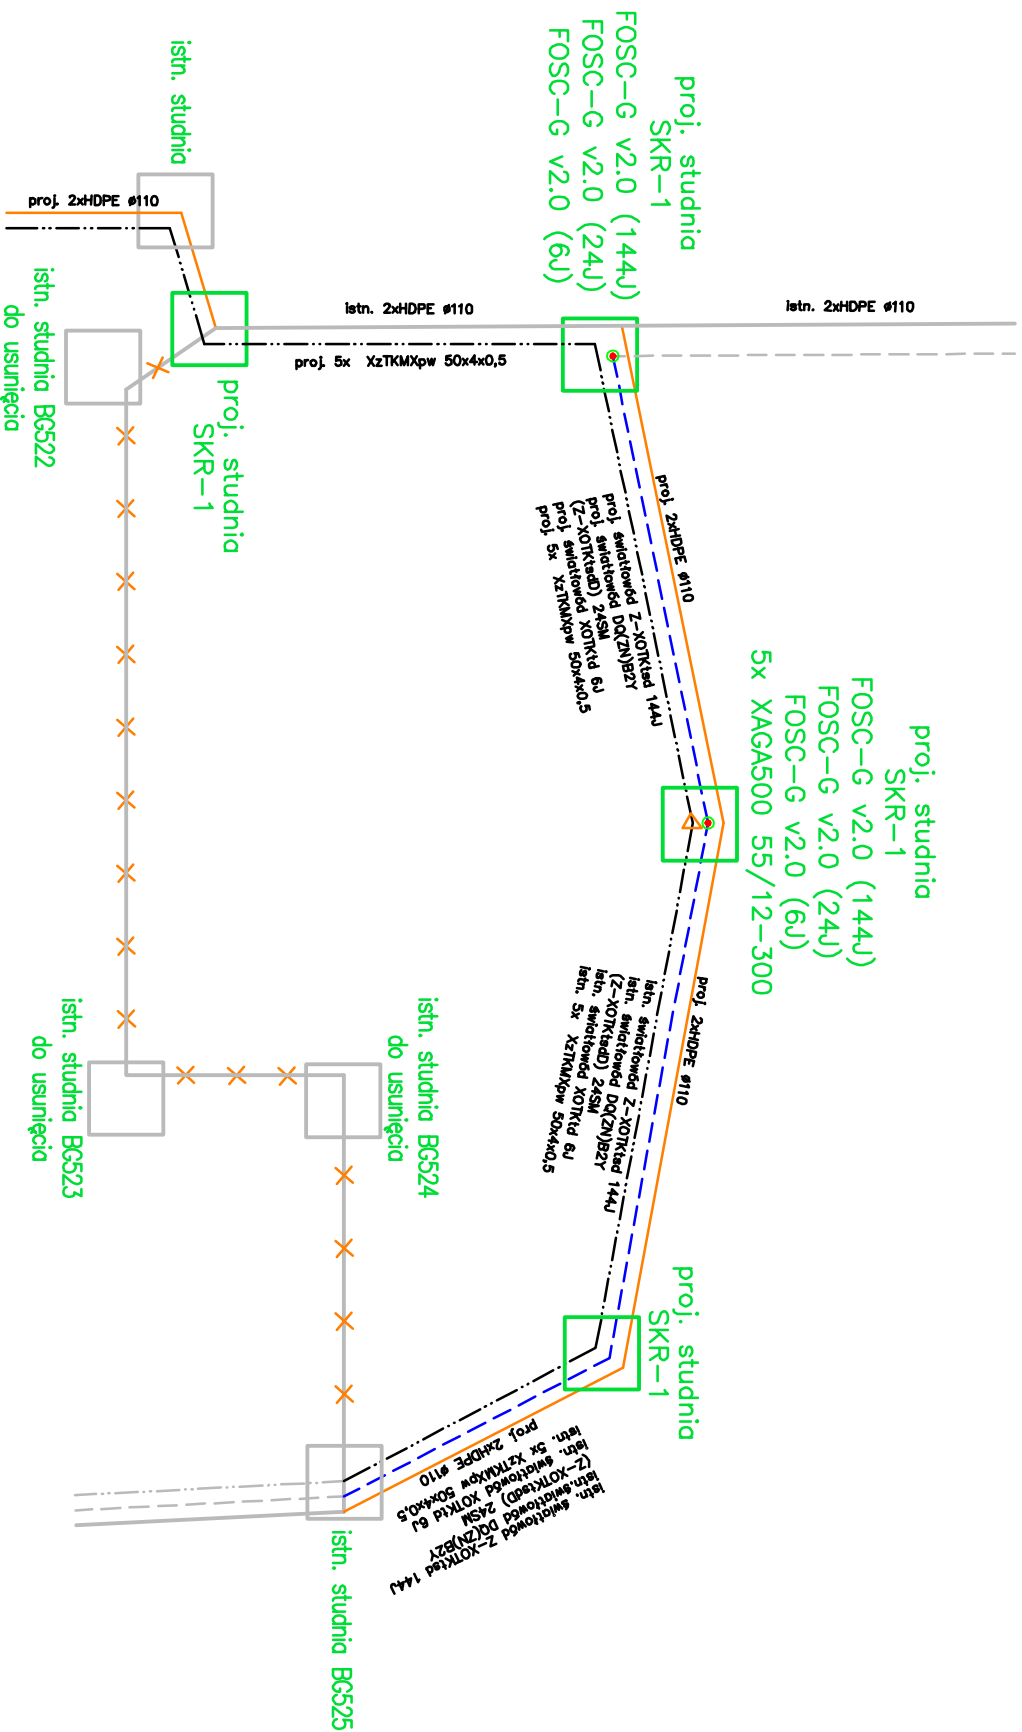 istn. studnia
proj. 2xHDPE ø110
istn. studnia BG522
do usunięcia
proj. studnia
SKR-1
istn. 2xHDPE ø110
proj. 5x XzTKMXpw 50x4x0,5
proj. studnia
SKR-1
FOSC-G v2.0 (144J)
FOSC-G v2.0 (24J)
FOSC-G v2.0 (6J)
istn. 2xHDPE ø110
proj. 2xHDPE ø110
proj. światłowód Z-XOTKtsd 144J
proj. światłowód DQ(ZN)B2Y
(Z-XOTKtsdD) 24SM
proj. światłowód XOTKtd 6J
proj. 5x XzTKMXpw 50x4x0,5
proj. studnia
SKR-1
FOSC-G v2.0 (144J)
FOSC-G v2.0 (24J)
FOSC-G v2.0 (6J)
5x XAGA500 55/12-300
proj. 2xHDPE ø110
istn. światłowód Z-XOTKtsd 144J
istn. światłowód DQ(ZN)B2Y
(Z-XOTKtsdD) 24SM
istn. światłowód XOTKtd 6J
istn. 5x XzTKMXpw 50x4x0,5
istn. studnia BG523
do usunięcia
istn. studnia BG524
do usunięcia
proj. studnia
SKR-1
proj. 2xHDPE ø110
istn. 5x XzTKMXpw 50x4x0,5
istn. światłowód XOTKtd 6J
(Z-XOTKtsdD) 24SM
istn.światłowód DQ(ZN)B2Y
istn. światłowód Z-XOTKtsd 144J
istn. studnia BG525